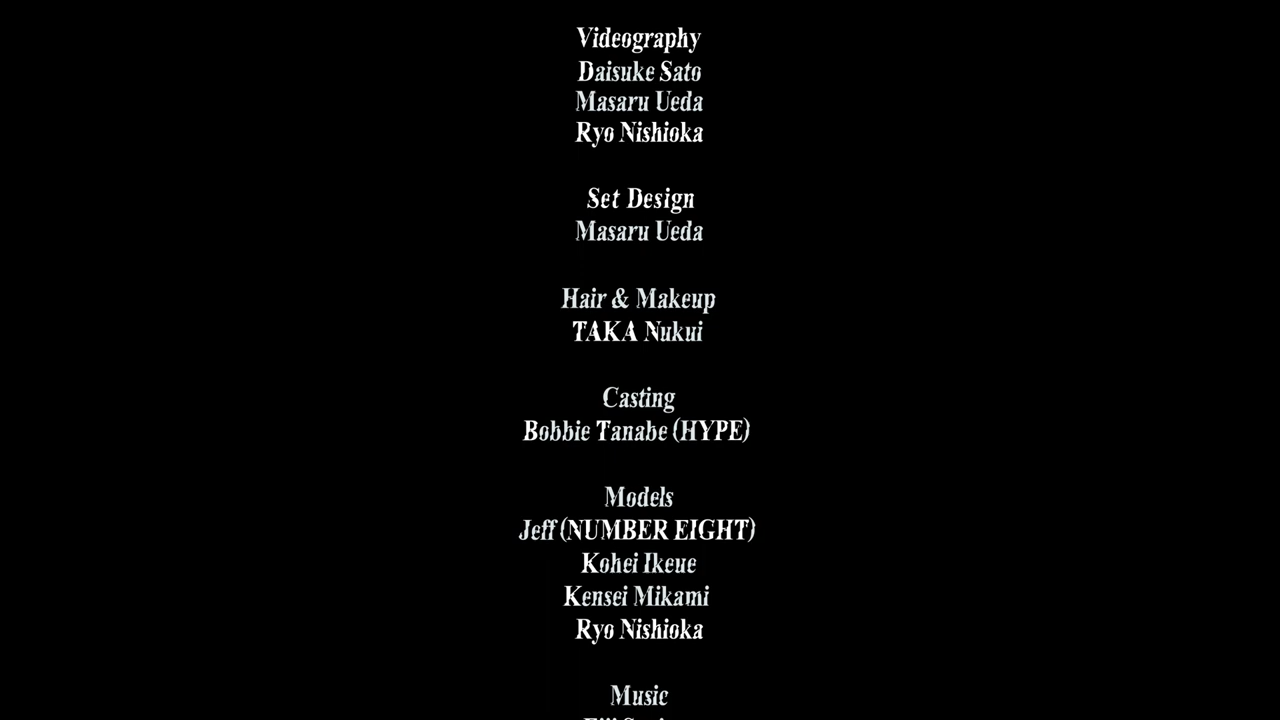 Videography
Daisuke Sato
Masaru Ueda
Ryo Nishioka
Set Design
Masaru Ueda
Hair & Makeup
TAKA Nukui
Casting
Bobbie Tanabe (HYPE)
Models
Jeff (NUMBER EIGHT)
Kohei Ikeue
Kensei Mikami
Ryo Nishioka
Music